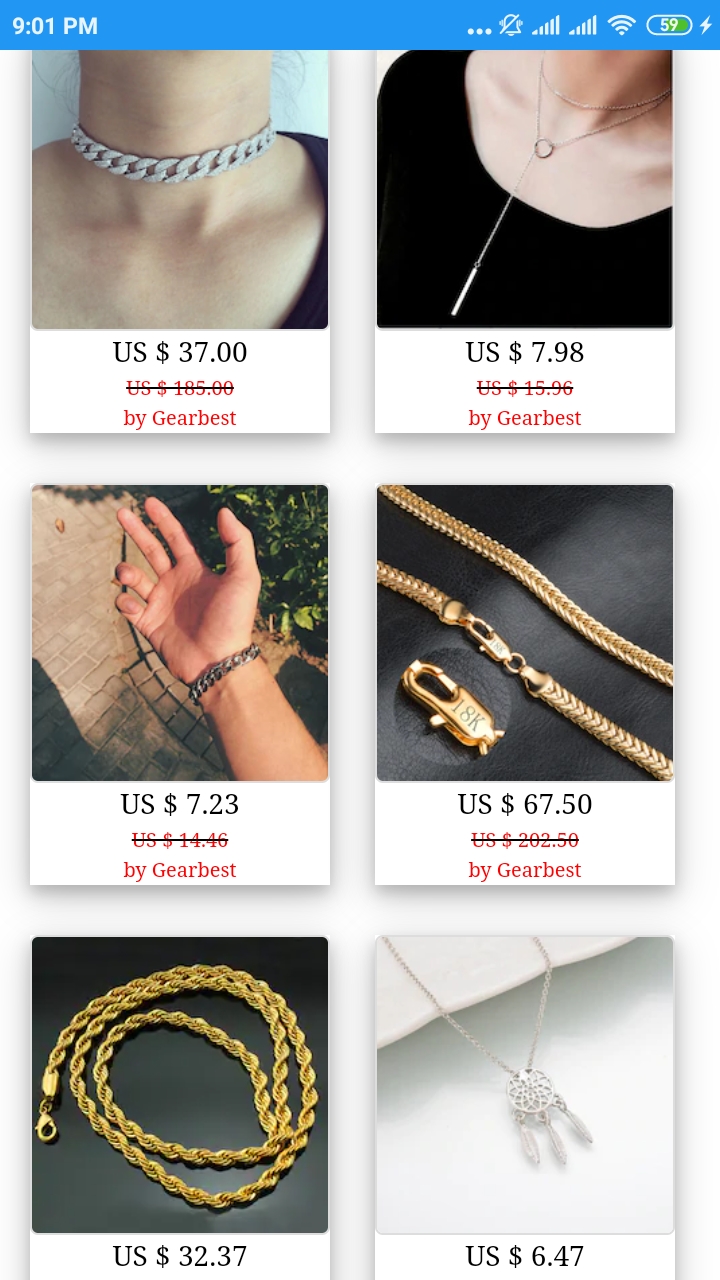 9:01 PM
59
US $ 37.00
US $ 185.00
by Gearbest
US $ 7.98
US $ 15.96
by Gearbest
18K
18K
US $ 7.23
US $ 14.46
by Gearbest
US $ 67.50
US $ 202.50
by Gearbest
US $ 32.37
US $ 6.47